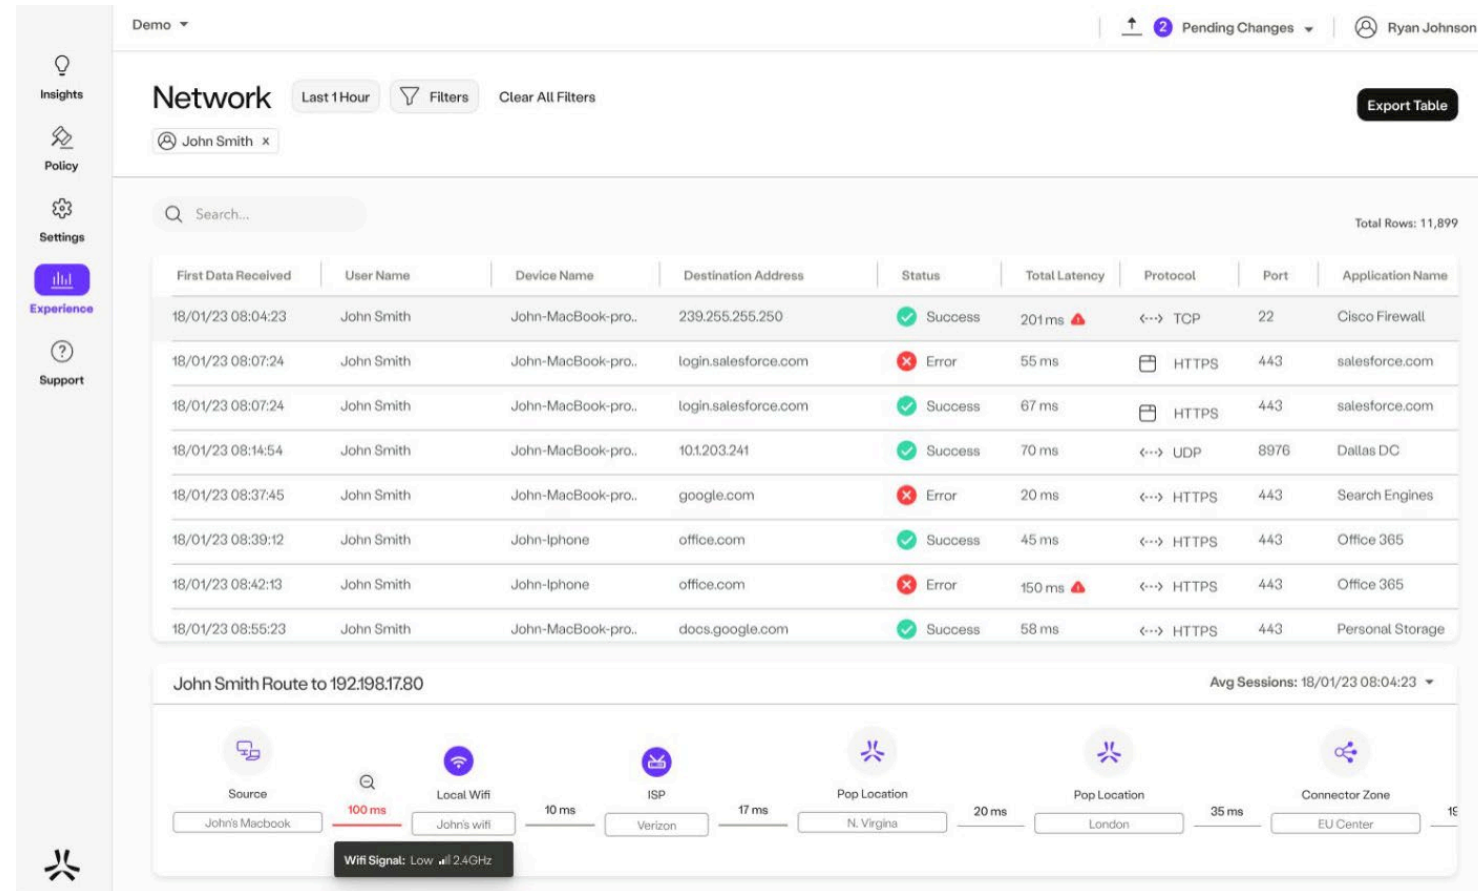 Demo
2 Pending Changes
Ryan Johnson
Insights
Policy
Settings
Experience
Support
Network Last 1 Hour Filters Clear All Filters
Export Table
John Smith x
Search...
Total Rows: 11,899
First Data Received User Name Device Name Destination Address Status Total Latency Protocol Port Application Name
18/01/23 08:04:23 John Smith John-MacBook-pro.. 239.255.255.250 Success 201 ms TCP 22 Cisco Firewall
18/01/23 08:07:24 John Smith John-MacBook-pro.. login.salesforce.com Error 55 ms HTTPS 443 salesforce.com
18/01/23 08:07:24 John Smith John-MacBook-pro.. login.salesforce.com Success 67 ms HTTPS 443 salesforce.com
18/01/23 08:14:54 John Smith John-MacBook-pro.. 10.1.203.241 Success 70 ms UDP 8976 Dallas DC
18/01/23 08:37:45 John Smith John-MacBook-pro.. google.com Error 20 ms HTTPS 443 Search Engines
18/01/23 08:39:12 John Smith John-Iphone office.com Success 45 ms HTTPS 443 Office 365
18/01/23 08:42:13 John Smith John-Iphone office.com Error 150 ms HTTPS 443 Office 365
18/01/23 08:55:23 John Smith John-MacBook-pro.. docs.google.com Success 58 ms HTTPS 443 Personal Storage
John Smith Route to 192.198.17.80
Avg Sessions: 18/01/23 08:04:23
Source Local Wifi ISP Pop Location Pop Location Connector Zone
100 ms 10 ms 17 ms 20 ms 35 ms
John's Macbook John's wifi Verizon N. Virgina London EU Center
Wifi Signal: Low 2.4GHz